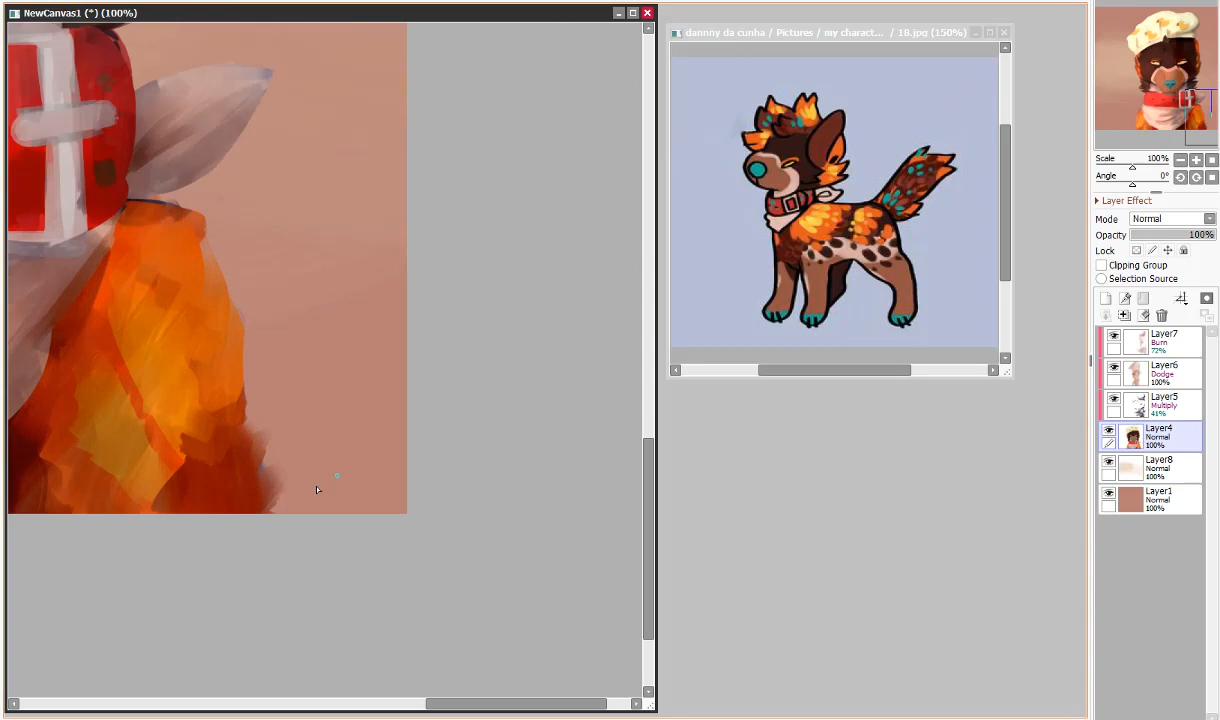 NewCanvas1 (*) (100%)
dannny da cunha / Pictures / my charact... / 18.jpg (150%)
Scale 100%
Angle 0°
Layer Effect
Mode Normal
Opacity 100%
Lock
Clipping Group
Selection Source
Layer7
Burn
72%
Layer6
Dodge
100%
Layer5
Multiply
41%
Layer4
Normal
100%
Layer8
Normal
100%
Layer1
Normal
100%